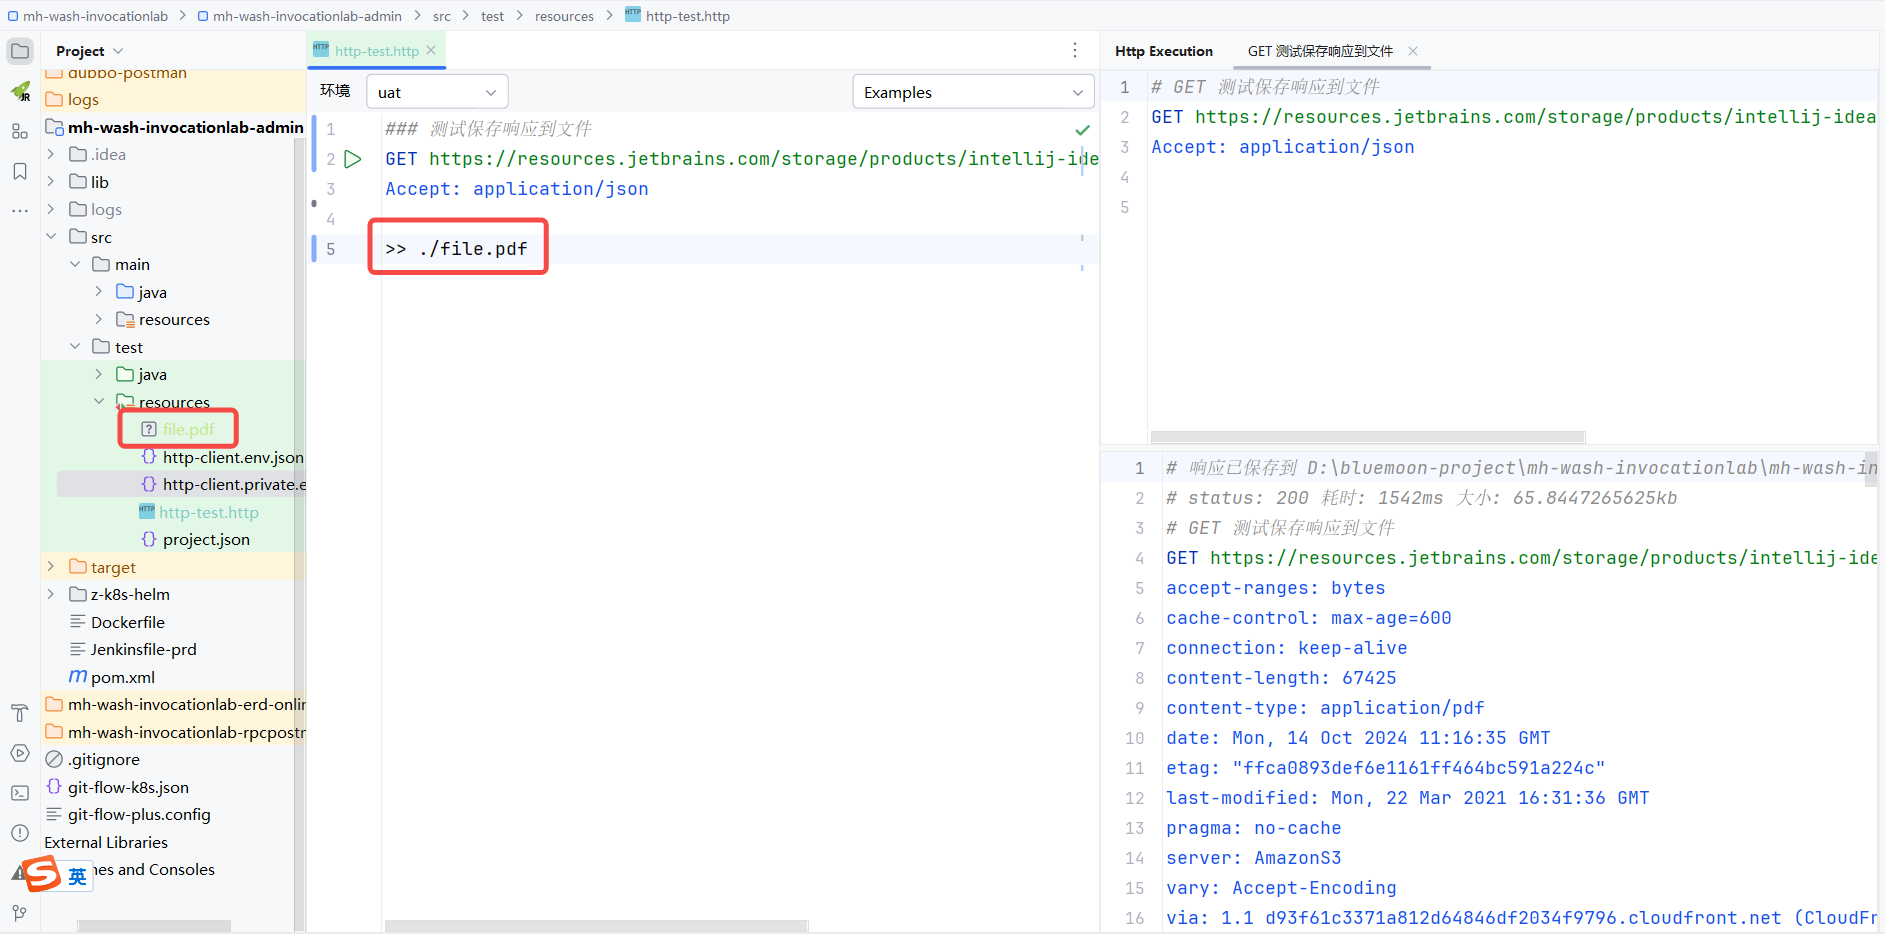 mh-wash-invocationlab > mh-wash-invocationlab-admin > src > test > resources > http-test.http
Project
dubbo-postman
logs
mh-wash-invocationlab-admin
.idea
lib
logs
src
main
java
resources
test
java
resources
file.pdf
http-client.env.json
http-client.private.e
http-test.http
project.json
target
z-k8s-helm
Dockerfile
Jenkinsfile-prd
pom.xml
mh-wash-invocationlab-erd-onlin
mh-wash-invocationlab-rpcpostm
.gitignore
git-flow-k8s.json
git-flow-plus.config
External Libraries
hes and Consoles
英
http-test.http
环境 uat Examples
1 ### 测试保存响应到文件
2 GET https://resources.jetbrains.com/storage/products/intellij-ide
3 Accept: application/json
4
5 >> ./file.pdf
Http Execution GET 测试保存响应到文件
1 # GET 测试保存响应到文件
2 GET https://resources.jetbrains.com/storage/products/intellij-idea
3 Accept: application/json
4
5
1 # 响应已保存到 D:\bluemoon-project\mh-wash-invocationlab\mh-wash-in
2 # status: 200 耗时: 1542ms 大小: 65.8447265625kb
3 # GET 测试保存响应到文件
4 GET https://resources.jetbrains.com/storage/products/intellij-ide
5 accept-ranges: bytes
6 cache-control: max-age=600
7 connection: keep-alive
8 content-length: 67425
9 content-type: application/pdf
10 date: Mon, 14 Oct 2024 11:16:35 GMT
11 etag: "ffca0893def6e1161ff464bc591a224c"
12 last-modified: Mon, 22 Mar 2021 16:31:36 GMT
13 pragma: no-cache
14 server: AmazonS3
15 vary: Accept-Encoding
16 via: 1.1 d93f61c3371a812d64846df2034f9796.cloudfront.net (CloudFr